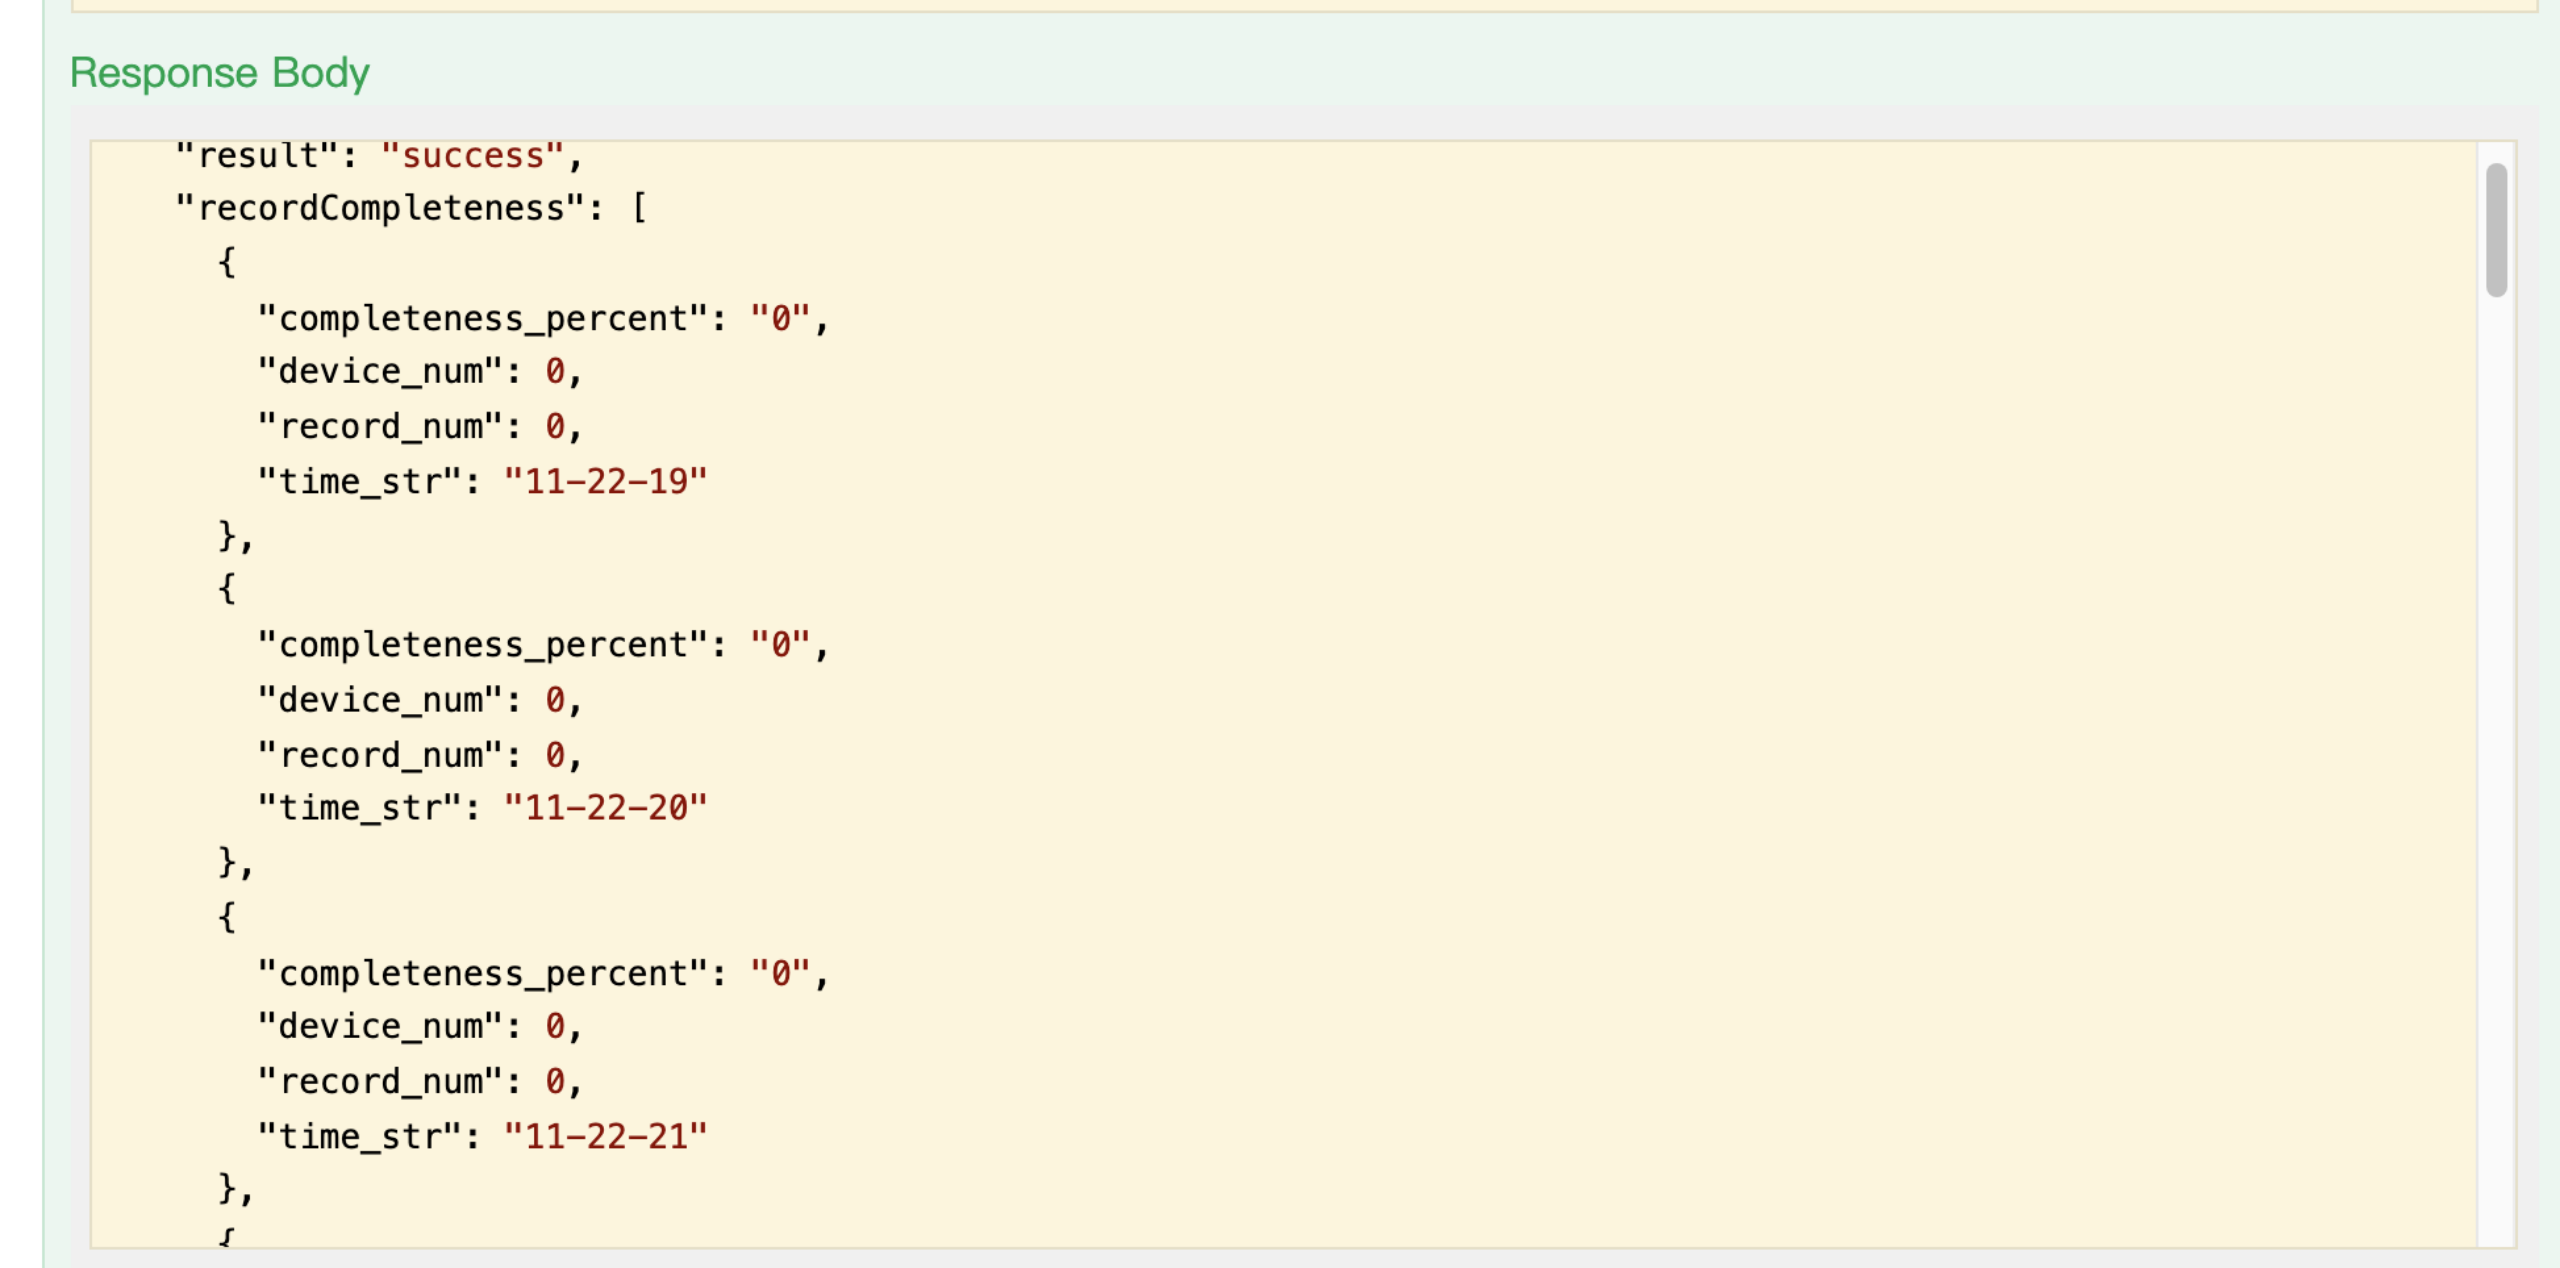 Response Body
"result": "success",
"recordCompleteness": [
{
"completeness_percent": "0",
"device_num": 0,
"record_num": 0,
"time_str": "11-22-19"
},
{
"completeness_percent": "0",
"device_num": 0,
"record_num": 0,
"time_str": "11-22-20"
},
{
"completeness_percent": "0",
"device_num": 0,
"record_num": 0,
"time_str": "11-22-21"
},
{